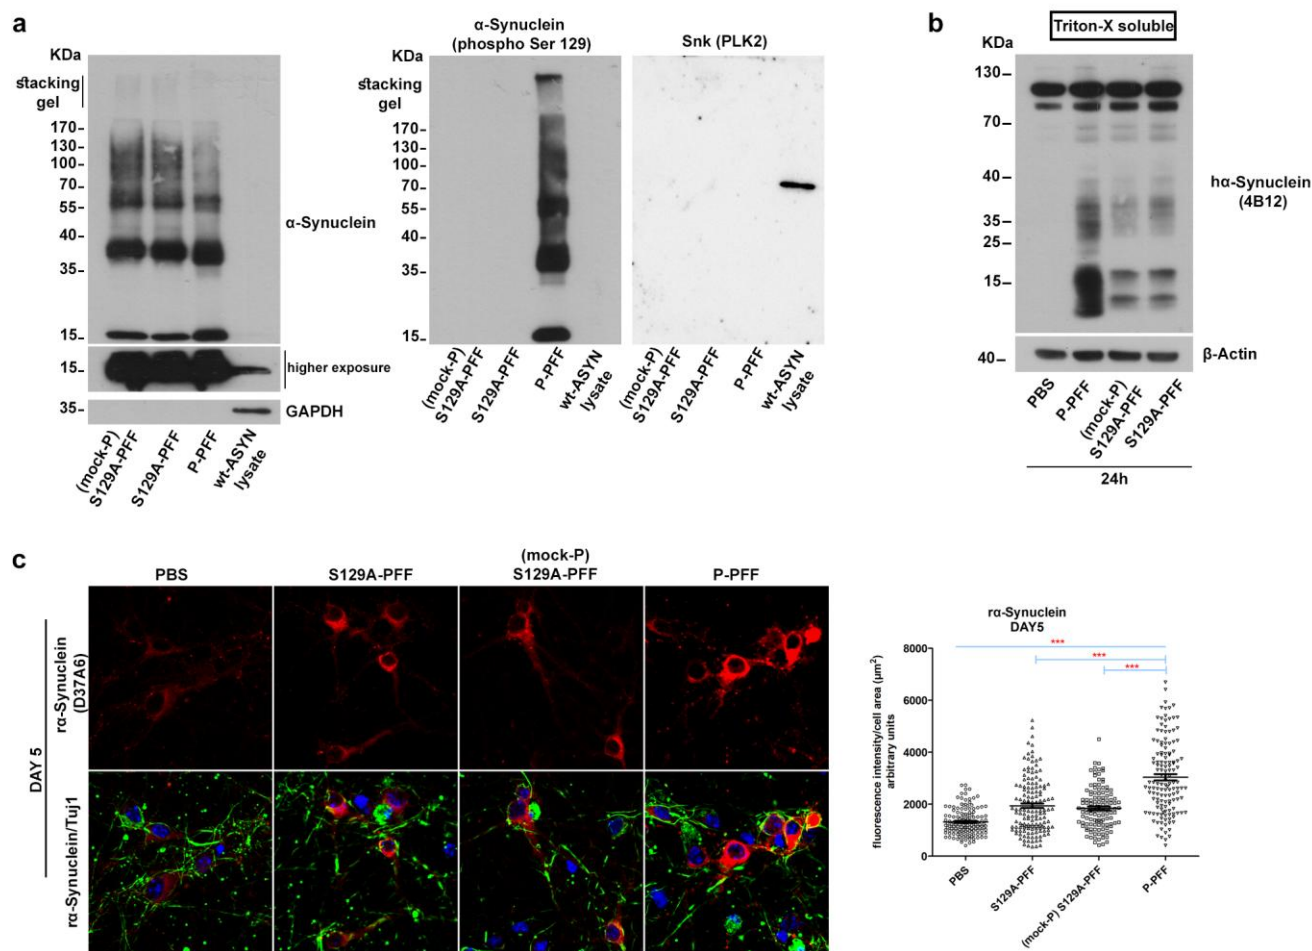 a
KDa
stacking
gel
170
130
100
70
55
40
35
15
15
35
α-Synuclein
higher exposure
GAPDH
(mock-P)
S129A-PFF
S129A-PFF
P-PFF
wt-ASYN
lysate
α-Synuclein
(phospho Ser 129)
KDa
stacking
gel
170
130
100
70
55
40
35
15
(mock-P)
S129A-PFF
S129A-PFF
P-PFF
wt-ASYN
lysate
Snk (PLK2)
(mock-P)
S129A-PFF
S129A-PFF
P-PFF
wt-ASYN
lysate
b
Triton-X soluble
KDa
130
70
40
35
25
15
40
hα-Synuclein
(4B12)
β-Actin
PBS
P-PFF
(mock-P)
S129A-PFF
S129A-PFF
24h
c
PBS
S129A-PFF
(mock-P)
S129A-PFF
P-PFF
DAY 5
rα-Synuclein
(D37A6)
rα-Synuclein/Tuj1
rα-Synuclein
DAY5
***
***
***
fluorescence intensity/cell area (μm²)
arbitrary units
8000
6000
4000
2000
0
PBS
S129A-PFF
(mock-P) S129A-PFF
P-PFF